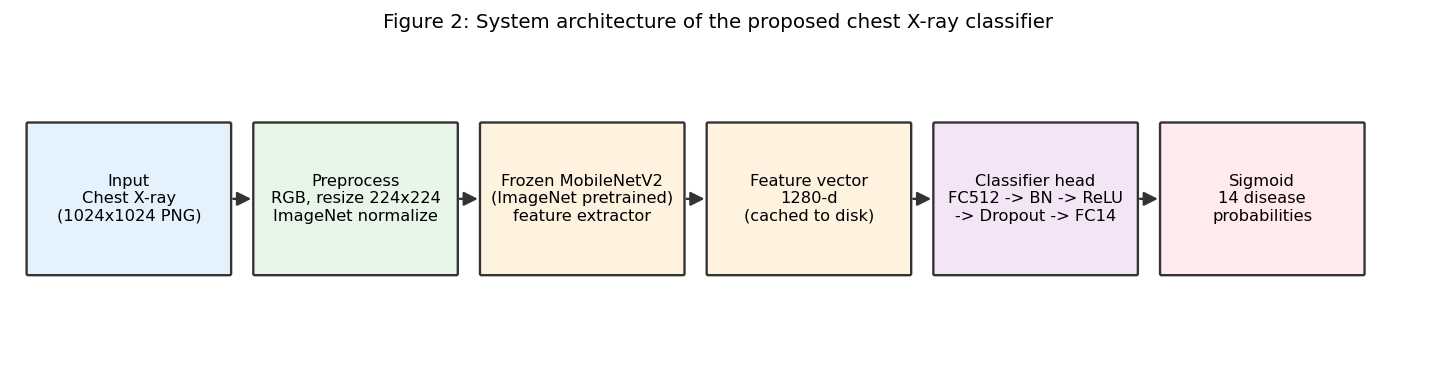 Figure 2: System architecture of the proposed chest X-ray classifier
Input
Chest X-ray
(1024x1024 PNG)
Preprocess
RGB, resize 224x224
ImageNet normalize
Frozen MobileNetV2
(ImageNet pretrained)
feature extractor
Feature vector
1280-d
(cached to disk)
Classifier head
FC512 -> BN -> ReLU
-> Dropout -> FC14
Sigmoid
14 disease
probabilities